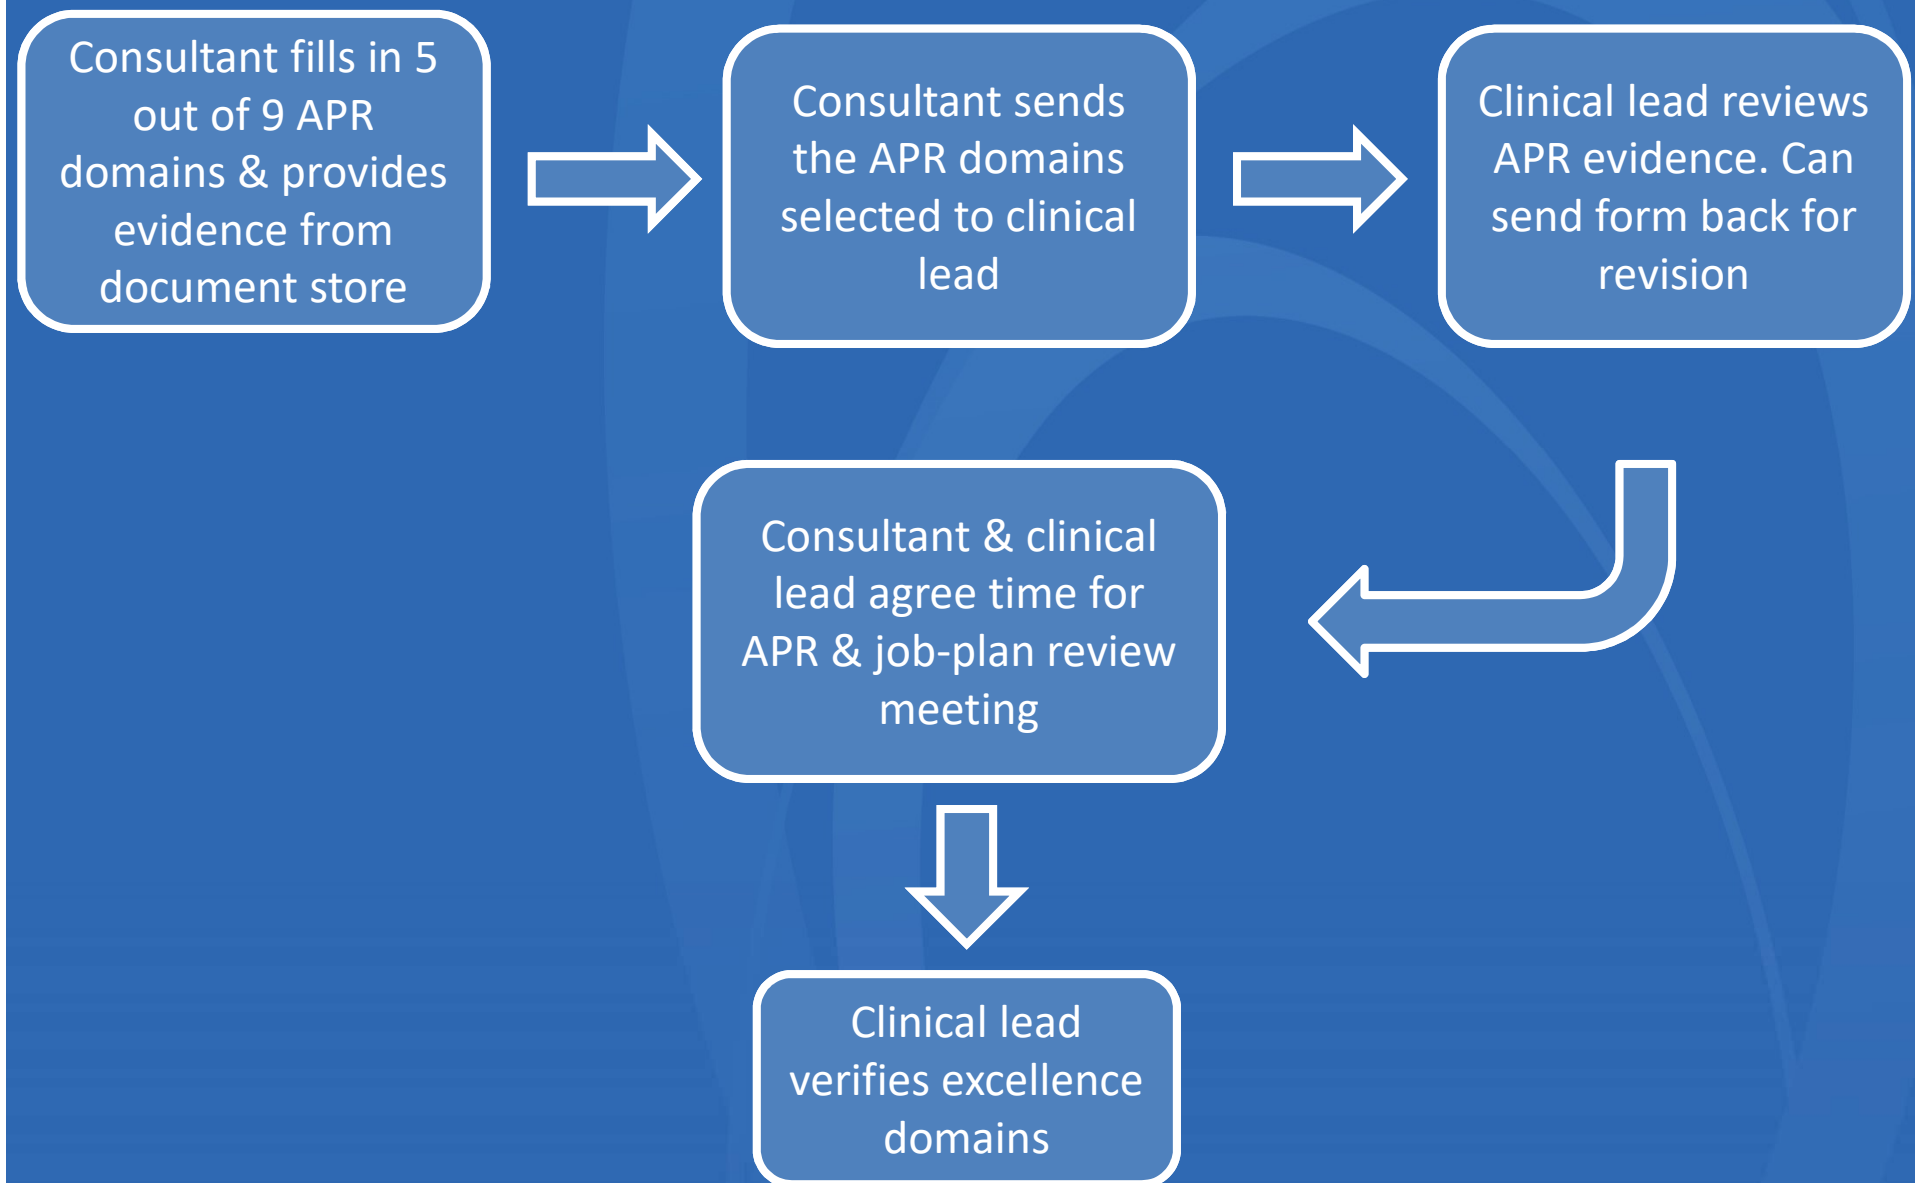 Consultant fills in 5
out of 9 APR
domains & provides
evidence from
document store
Consultant sends
the APR domains
selected to clinical
lead
Clinical lead reviews
APR evidence. Can
send form back for
revision
Consultant & clinical
lead agree time for
APR & job-plan review
meeting
Clinical lead
verifies excellence
domains